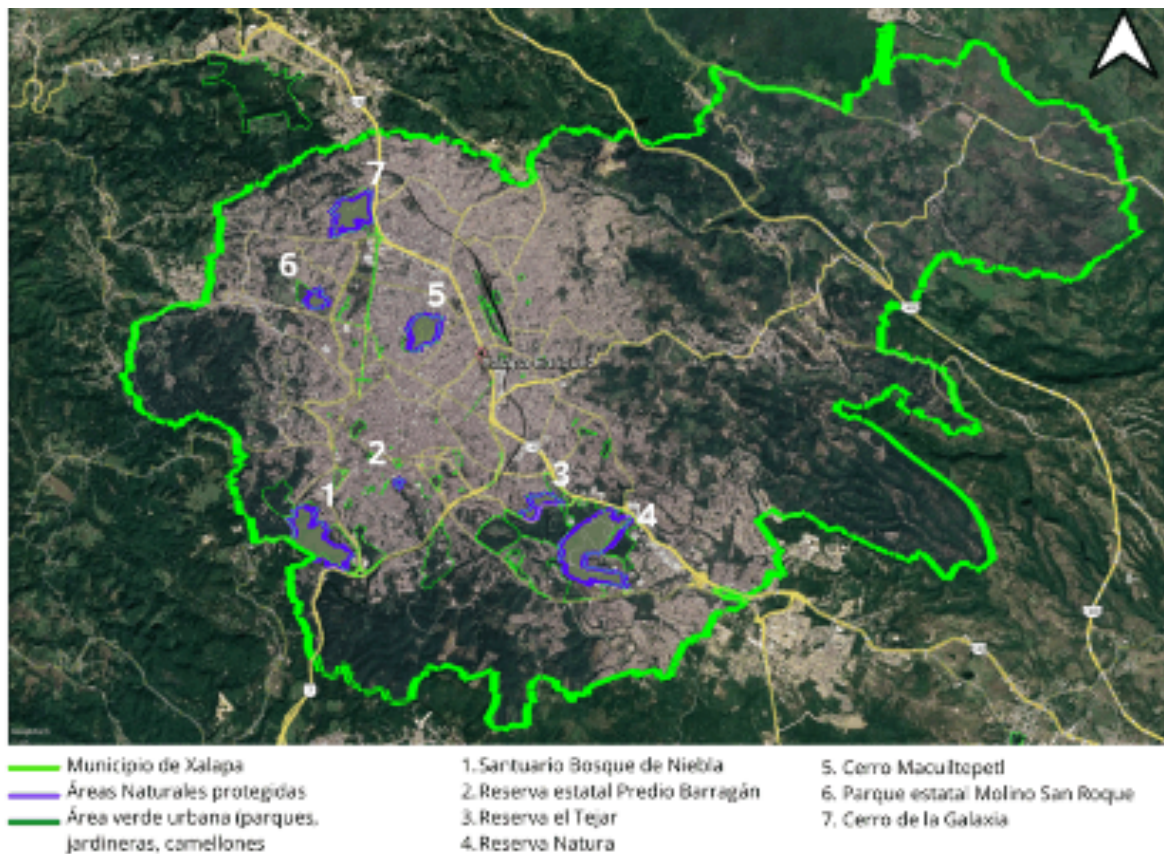 7
6
5
2
3
1
4
Municipio de Xalapa
Áreas Naturales protegidas
Área verde urbana (parques,
jardineras, camellones
1. Santuario Bosque de Niebla
2. Reserva estatal Predio Barragán
3. Reserva el Tejar
4. Reserva Natura
5. Cerro Macuiltepetl
6. Parque estatal Molino San Roque
7. Cerro de la Galaxia